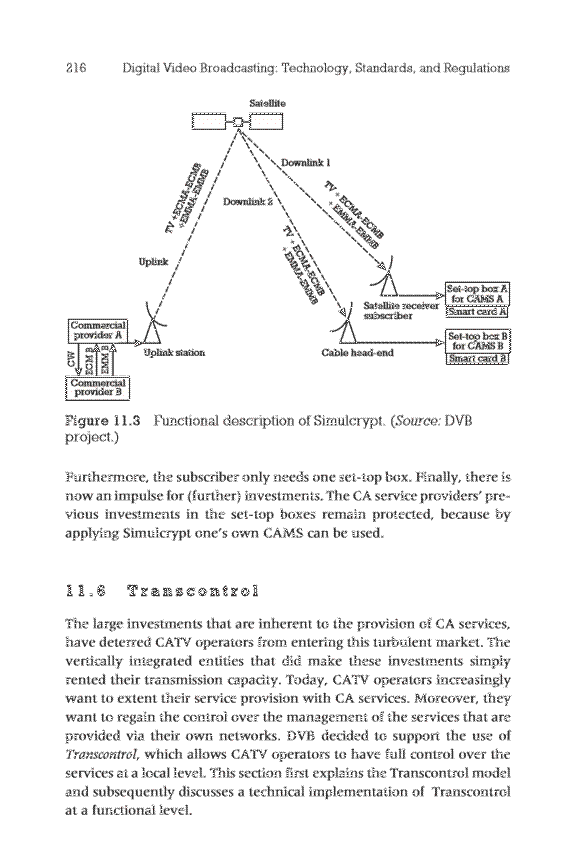 216 Digital Video Broadcasting: Technology, Standards, and Regulations
Satellite
Downlink 1
TV + ECMA-ECMB
+ EMMA-EMMB
TV +ECMA-ECMB
+EMMA-EMMB
Downlink 2
TV + ECMA-ECMB
+ EMMA-EMMB
Uplink
Set-top box A
for CAMS A
Smart card A
Satellite receiver
subscriber
Commercial
provider A
Uplink station
Cable head-end
Set-top box B
for CAMS B
Smart card B
CW
ECM B
EMM B
Commercial
provider B
Figure 11.3 Functional description of Simulcrypt. (Source: DVB
project.)
Furthermore, the subscriber only needs one set-top box. Finally, there is
now an impulse for (further) investments. The CA service providers' pre-
vious investments in the set-top boxes remain protected, because by
applying Simulcrypt one's own CAMS can be used.
11.6 Transcontrol
The large investments that are inherent to the provision of CA services,
have deterred CATV operators from entering this turbulent market. The
vertically integrated entities that did make these investments simply
rented their transmission capacity. Today, CATV operators increasingly
want to extent their service provision with CA services. Moreover, they
want to regain the control over the management of the services that are
provided via their own networks. DVB decided to support the use of
Transcontrol, which allows CATV operators to have full control over the
services at a local level. This section first explains the Transcontrol model
and subsequently discusses a technical implementation of Transcontrol
at a functional level.